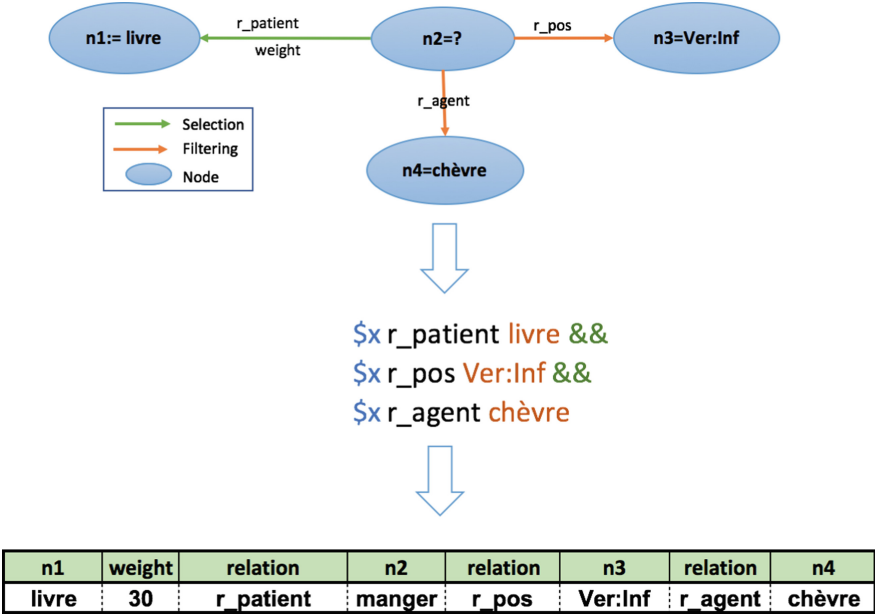 r_patient
n1:= livre
n2=?
r_pos
n3=Ver:Inf
weight
r_agent
Selection
Filtering
Node
n4=chèvre
$x r_patient livre &&
$x r_pos Ver:Inf &&
$x r_agent chèvre
n1 weight relation n2 relation n3 relation n4
livre 30 r_patient manger r_pos Ver:Inf r_agent chèvre